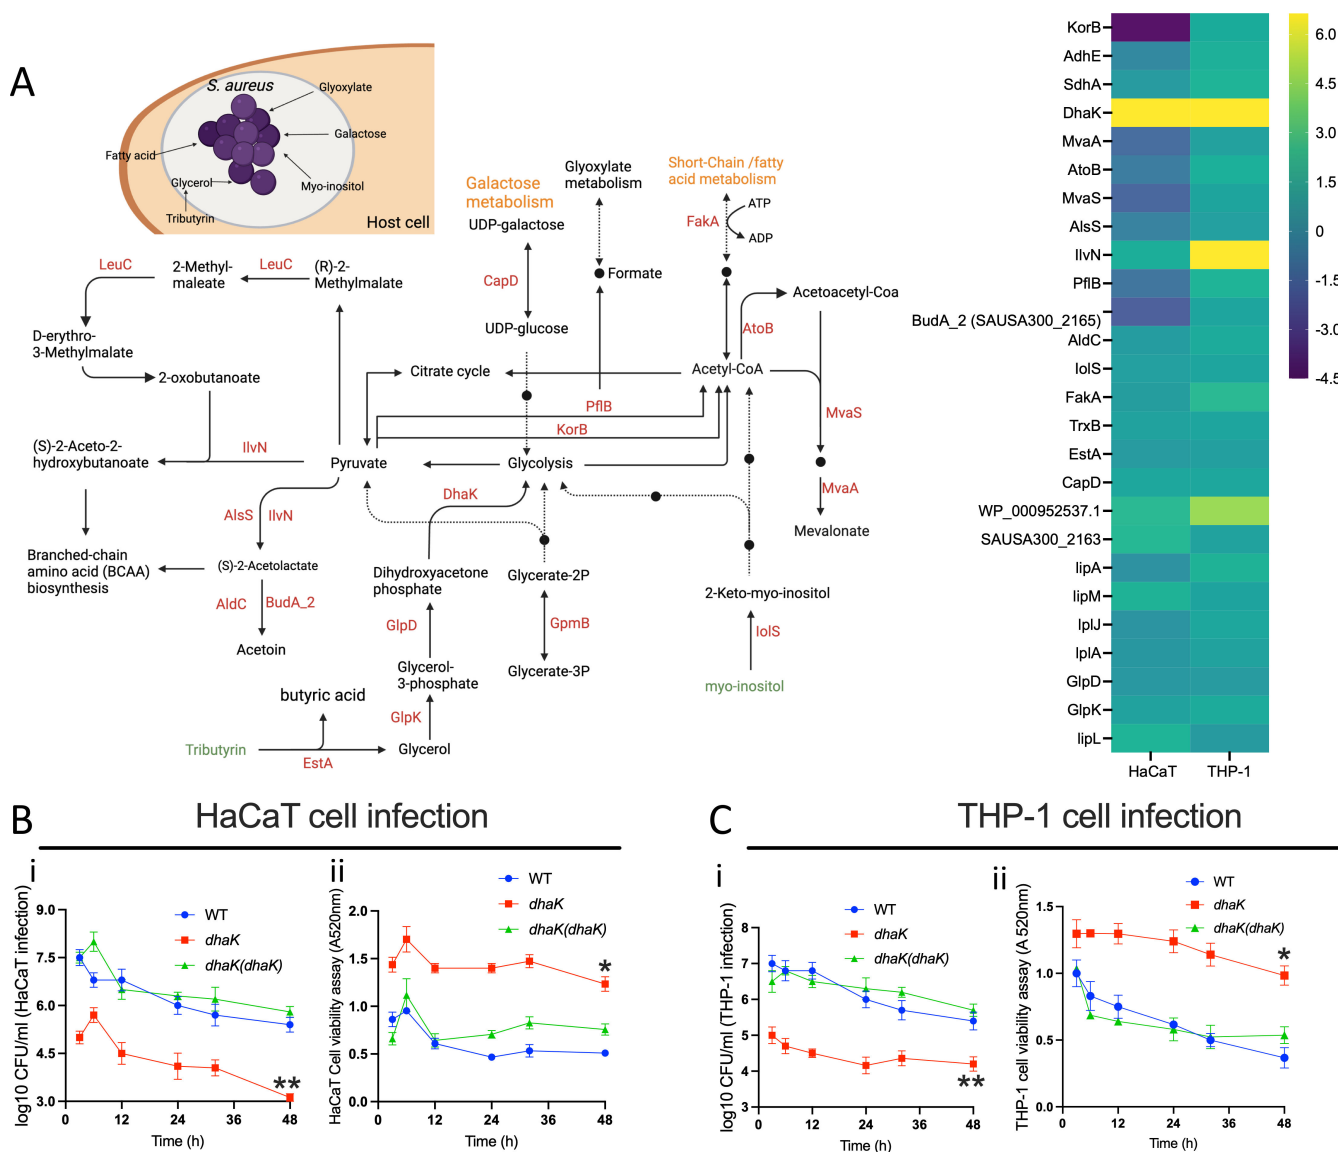 A
S. aureus
Glyoxylate
Galactose
Fatty acid
Glycerol
Myo-inositol
Tributyrin
Host cell
Galactose
metabolism
UDP-galactose
CapD
UDP-glucose
Glyoxylate
metabolism
Formate
Short-Chain /fatty
acid metabolism
FakA
ATP
ADP
LeuC
2-Methyl-
maleate
LeuC
(R)-2-
Methylmalate
D-erythro-
3-Methylmalate
2-oxobutanoate
Citrate cycle
Acetyl-CoA
AtoB
Acetoacetyl-Coa
PflB
KorB
MvaS
MvaA
Mevalonate
(S)-2-Aceto-2-
hydroxybutanoate
IlvN
Pyruvate
Glycolysis
DhaK
AlsS
IlvN
Branched-chain
amino acid (BCAA)
biosynthesis
(S)-2-Acetolactate
AldC
BudA_2
Acetoin
Dihydroxyacetone
phosphate
GlpD
Glycerol-
3-phosphate
GlpK
Glycerol
Glycerate-2P
GpmB
Glycerate-3P
2-Keto-myo-inositol
IolS
myo-inositol
butyric acid
Tributyrin
EstA
KorB
AdhE
SdhA
DhaK
MvaA
AtoB
MvaS
AlsS
IlvN
PflB
BudA_2 (SAUSA300_2165)
AldC
IolS
FakA
TrxB
EstA
CapD
WP_000952537.1
SAUSA300_2163
lipA
lipM
lplJ
lplA
GlpD
GlpK
lipL
HaCaT
THP-1
6.0
4.5
3.0
1.5
0
-1.5
-3.0
-4.5
B
HaCaT cell infection
i
log10 CFU/ml (HaCaT infection)
9.0
7.5
6.0
4.5
3.0
0
12
24
36
48
Time (h)
WT
dhaK
dhaK(dhaK)
**
ii
HaCaT Cell viability assay (A520nm)
2.0
1.5
1.0
0.5
0.0
0
12
24
36
48
Time (h)
WT
dhaK
dhaK(dhaK)
*
C
THP-1 cell infection
i
log10 CFU/ml (THP-1 infection)
8
7
6
5
4
3
0
12
24
36
48
Time (h)
WT
dhaK
dhaK(dhaK)
**
ii
THP-1 cell viability assay (A 520nm)
1.5
1.0
0.5
0.0
0
12
24
36
48
Time (h)
WT
dhaK
dhaK(dhaK)
*